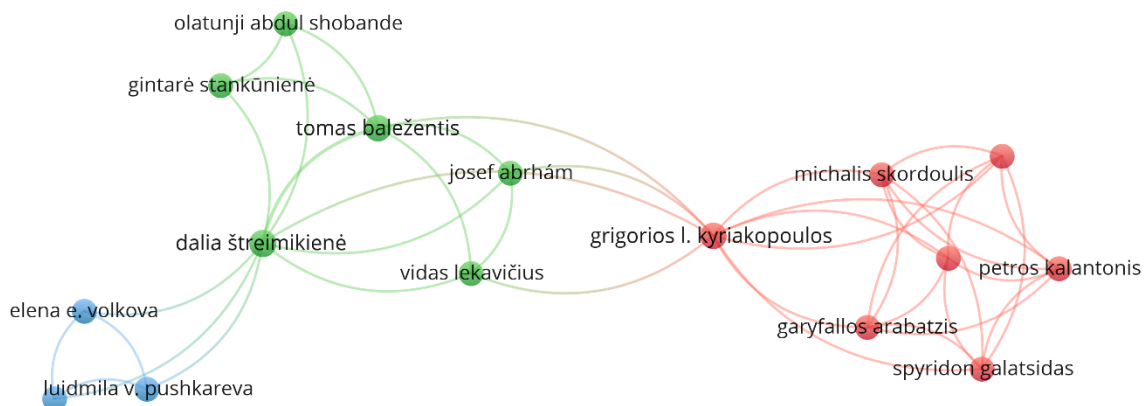 olatunji abdul shobande
gintarė stankūnienė
tomas baležentis
josef abrhám
michalis skordoulis
dalia štreimikienė
grigorios l. kyriakopoulos
vidas lekavičius
petros kalantonis
elena e. volkova
garyfallos arabatzis
spyridon galatsidas
luidmila v. pushkareva